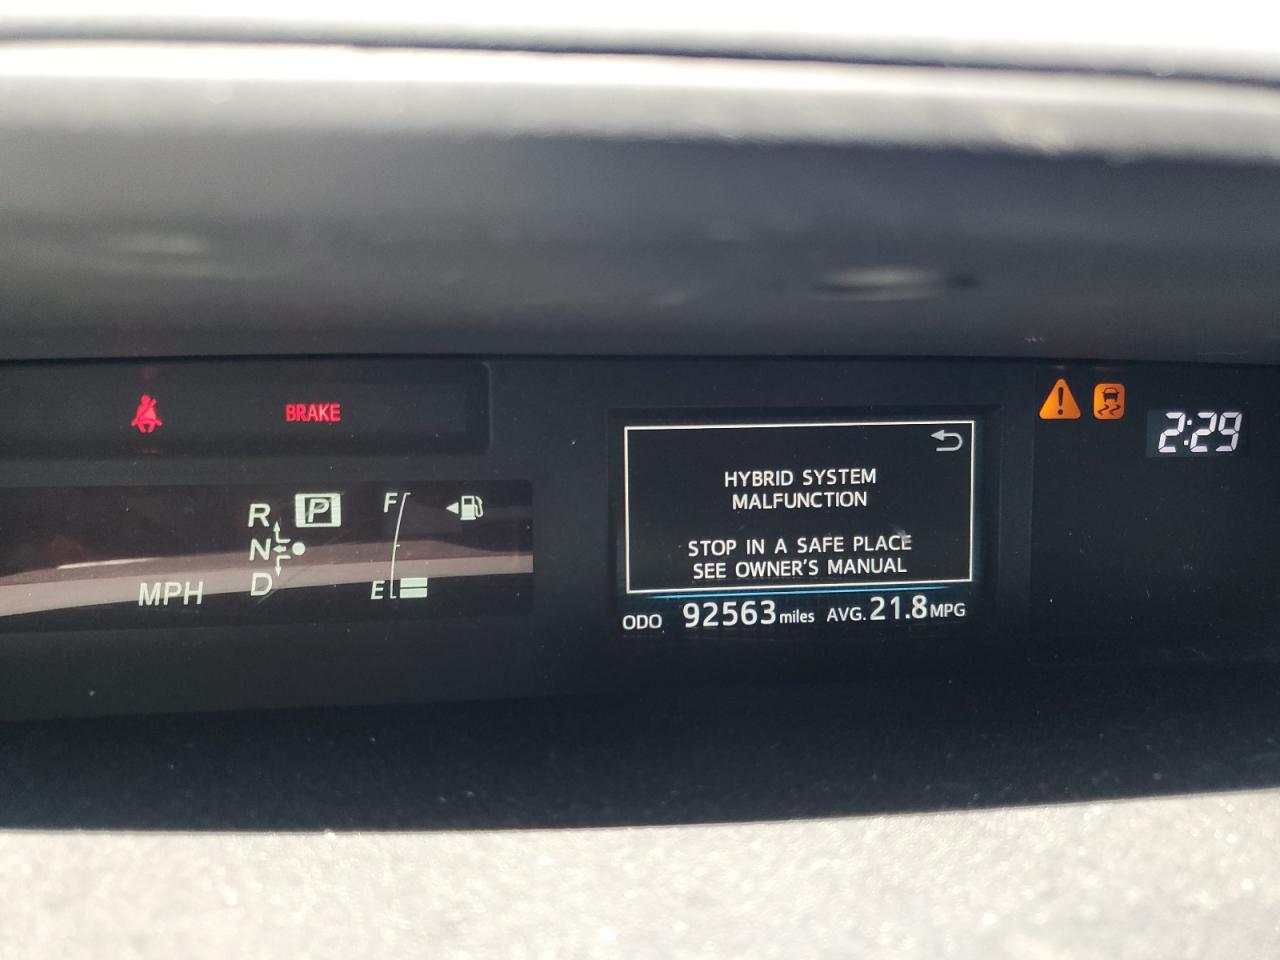 BRAKE
R P
N
D
MPH
F
E
HYBRID SYSTEM
MALFUNCTION
STOP IN A SAFE PLACE
SEE OWNER'S MANUAL
ODO 92563 miles AVG. 21.8 MPG
!
2:29